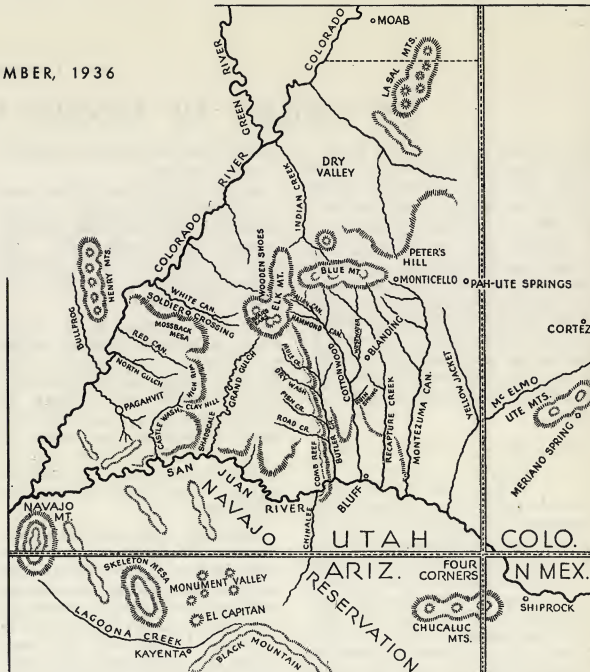 MBER, 1936
MOAB
GREEN RIVER
COLORADO
LA SAL MTS.
DRY VALLEY
INDIAN CREEK
COLORADO RIVER
HENRY MTS.
BULLFROG
WOODEN SHOES
ELK MT.
BLUE MT.
PETER'S HILL
MONTICELLO
PAH-UTE SPRINGS
WHITE CAN.
SOLDIER CROSSING
MOSSBACK MESA
RED CAN.
NORTH GULCH
PAGAHVIT
HIGH RIM
CLAY HILL
CASTLE WASH
SHAPSDALE
GRAND GULCH
HAMMOND CAN.
DRY WASH
FISH CR.
ROAD CR.
COMB REEF
BUTLER CR.
COTTONWOOD
BLANDING
RECAPTURE CREEK
MONTEZUMA CAN.
YELLOW JACKET
CORTEZ
MC ELMO
UTE MTS.
MERIANO SPRING
BLUFF
SAN JUAN RIVER
CHINALEE
NAVAJO MT.
NAVAJO RESERVATION
UTAH
COLO.
ARIZ.
FOUR CORNERS
N MEX.
SKELETON MESA
MONUMENT VALLEY
EL CAPITAN
LAGOONA CREEK
KAYENTA
BLACK MOUNTAIN
CHUCALUC MTS.
SHIPROCK